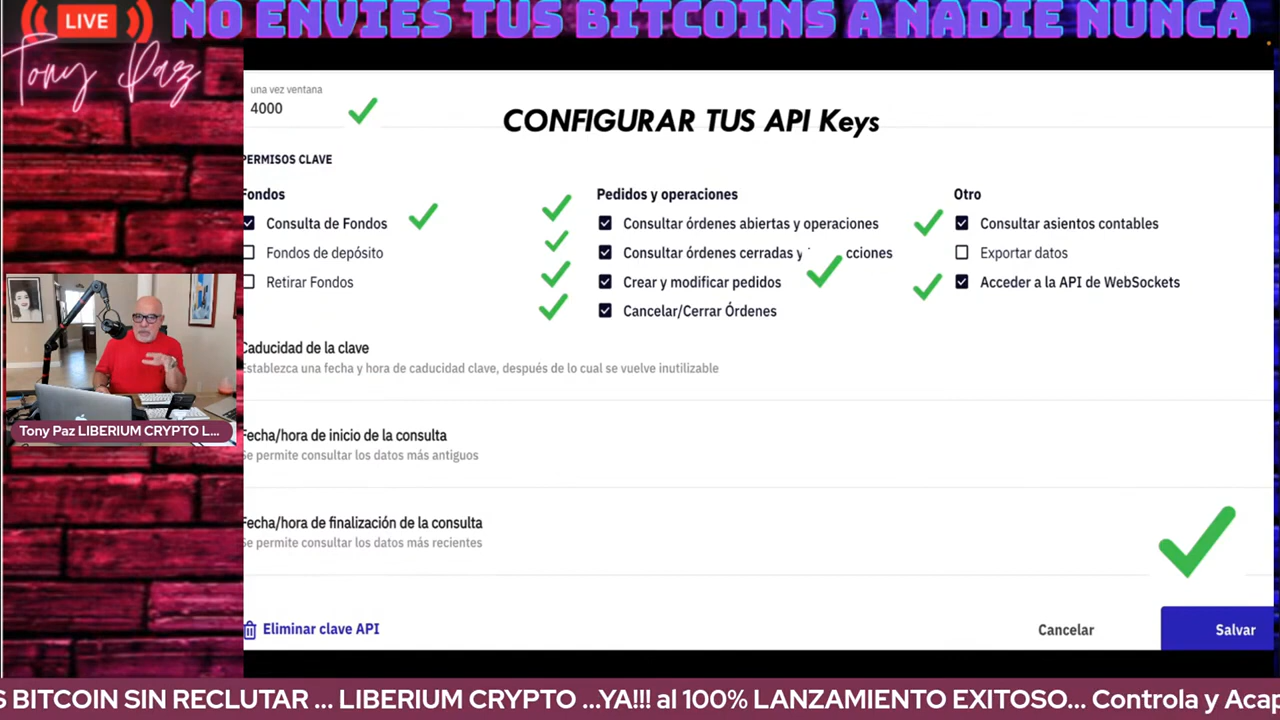 LIVE
NO ENVIES TUS BITCOINS A NADIE NUNCA
Tony Paz
una vez ventana
4000
CONFIGURAR TUS API Keys
PERMISOS CLAVE
Fondos
Consulta de Fondos
Fondos de depósito
Retirar Fondos
Pedidos y operaciones
Consultar órdenes abiertas y operaciones
Consultar órdenes cerradas y cciones
Crear y modificar pedidos
Cancelar/Cerrar Órdenes
Otro
Consultar asientos contables
Exportar datos
Acceder a la API de WebSockets
Caducidad de la clave
Establezca una fecha y hora de caducidad clave, después de lo cual se vuelve inutilizable
Fecha/hora de inicio de la consulta
Se permite consultar los datos más antiguos
Fecha/hora de finalización de la consulta
Se permite consultar los datos más recientes
Eliminar clave API
Cancelar
Salvar
Tony Paz LIBERIUM CRYPTO L...
S BITCOIN SIN RECLUTAR ... LIBERIUM CRYPTO ...YA!!! al 100% LANZAMIENTO EXITOSO... Controla y Acap